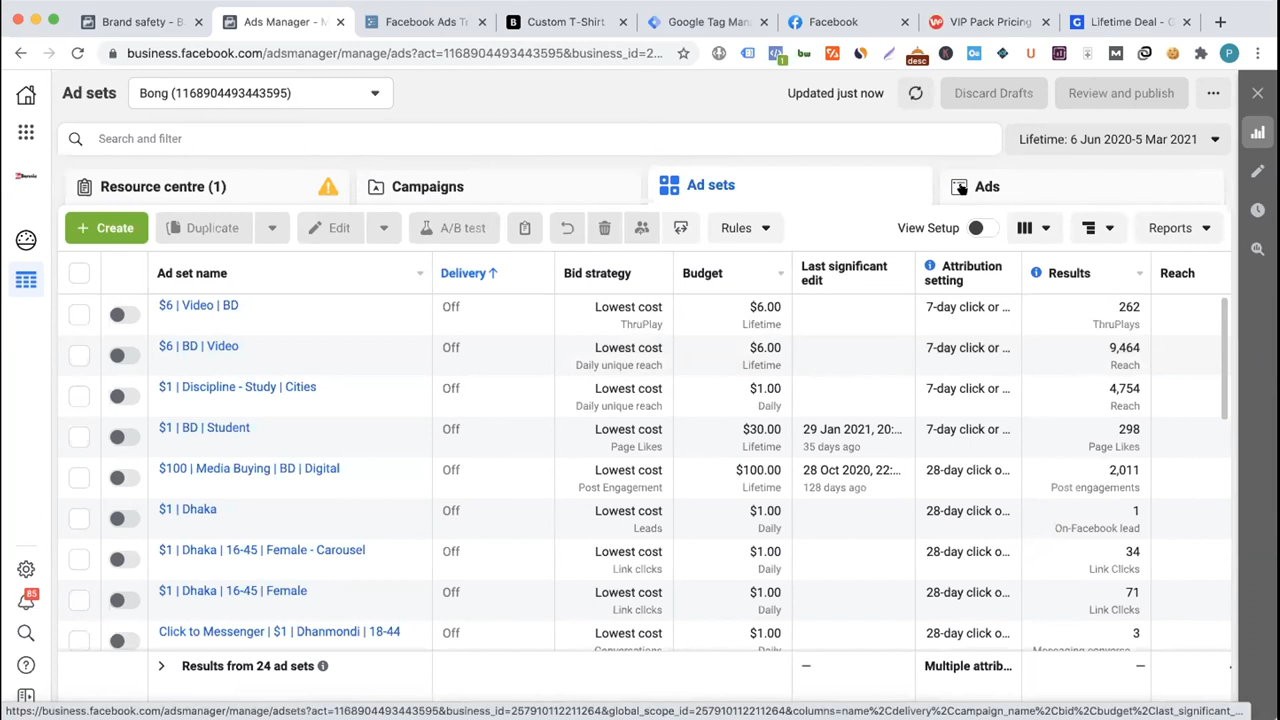 Brand safety - B
Ads Manager - M
Facebook Ads T
Custom T-Shirt
Google Tag Man
Facebook
VIP Pack Pricing
Lifetime Deal - G
business.facebook.com/adsmanager/manage/ads?act=1168904493443595&business_id=2...
desc
P
Ad sets
Bong (1168904493443595)
Updated just now
Discard Drafts
Review and publish
Search and filter
Lifetime: 6 Jun 2020-5 Mar 2021
Resource centre (1)
Campaigns
Ad sets
Ads
+ Create
Duplicate
Edit
A/B test
Rules
View Setup
Reports
Ad set name
Delivery ↑
Bid strategy
Budget
Last significant edit
Attribution setting
Results
Reach
$6 | Video | BD
Off
Lowest cost
ThruPlay
$6.00
Lifetime
7-day click or ...
262
ThruPlays
$6 | BD | Video
Off
Lowest cost
Daily unique reach
$6.00
Lifetime
7-day click or ...
9,464
Reach
$1 | Discipline - Study | Cities
Off
Lowest cost
Daily unique reach
$1.00
Daily
7-day click or ...
4,754
Reach
$1 | BD | Student
Off
Lowest cost
Page Likes
$30.00
Lifetime
29 Jan 2021, 20:...
35 days ago
7-day click or ...
298
Page Likes
$100 | Media Buying | BD | Digital
Off
Lowest cost
Post Engagement
$100.00
Lifetime
28 Oct 2020, 22:...
128 days ago
28-day click o...
2,011
Post engagements
$1 | Dhaka
Off
Lowest cost
Leads
$1.00
Daily
28-day click o...
1
On-Facebook lead
$1 | Dhaka | 16-45 | Female - Carousel
Off
Lowest cost
Link clicks
$1.00
Daily
28-day click o...
34
Link Clicks
$1 | Dhaka | 16-45 | Female
Off
Lowest cost
Link clicks
$1.00
Daily
28-day click o...
71
Link Clicks
Click to Messenger | $1 | Dhanmondi | 18-44
Off
Lowest cost
Conversations
$1.00
Daily
28-day click o...
3
Messaging converse...
85
Results from 24 ad sets
—
Multiple attrib...
—
https://business.facebook.com/adsmanager/manage/adsets?act=1168904493443595&business_id=257910112211264&global_scope_id=257910112211264&columns=name%2Cdelivery%2Ccampaign_name%2Cbid%2Cbudget%2Clast_significant_...